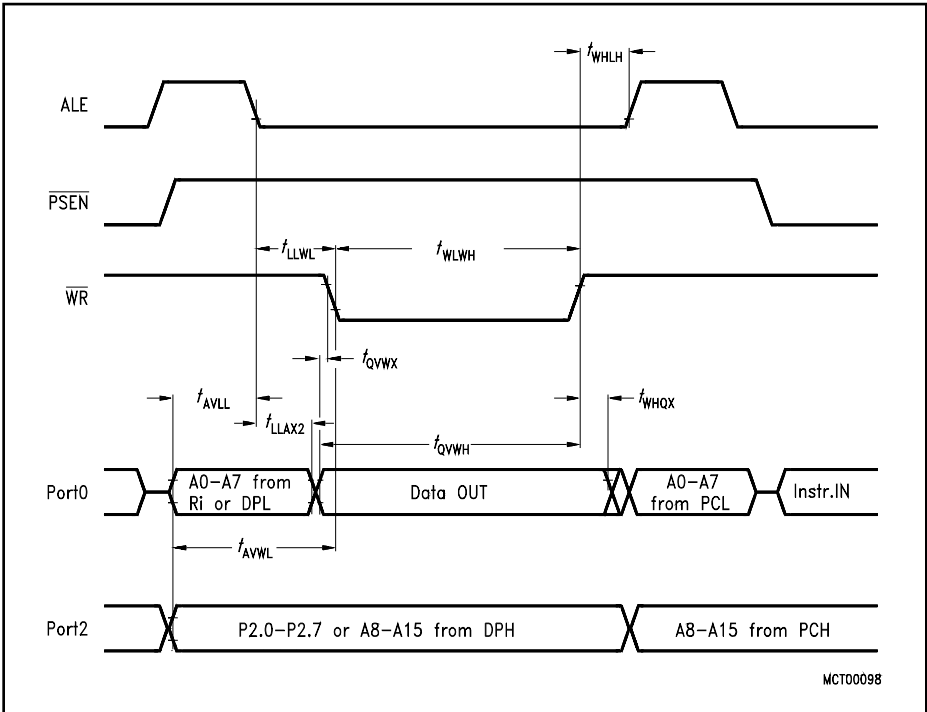 tWHLH
ALE
PSEN
tLLWL
tWLWH
WR
tQVWX
tAVLL
tWHQX
tLLAX2
tQVWH
Port0
A0–A7 from
Ri or DPL
Data OUT
A0–A7
from PCL
Instr.IN
tAVWL
Port2
P2.0–P2.7 or A8–A15 from DPH
A8–A15 from PCH
MCT00098